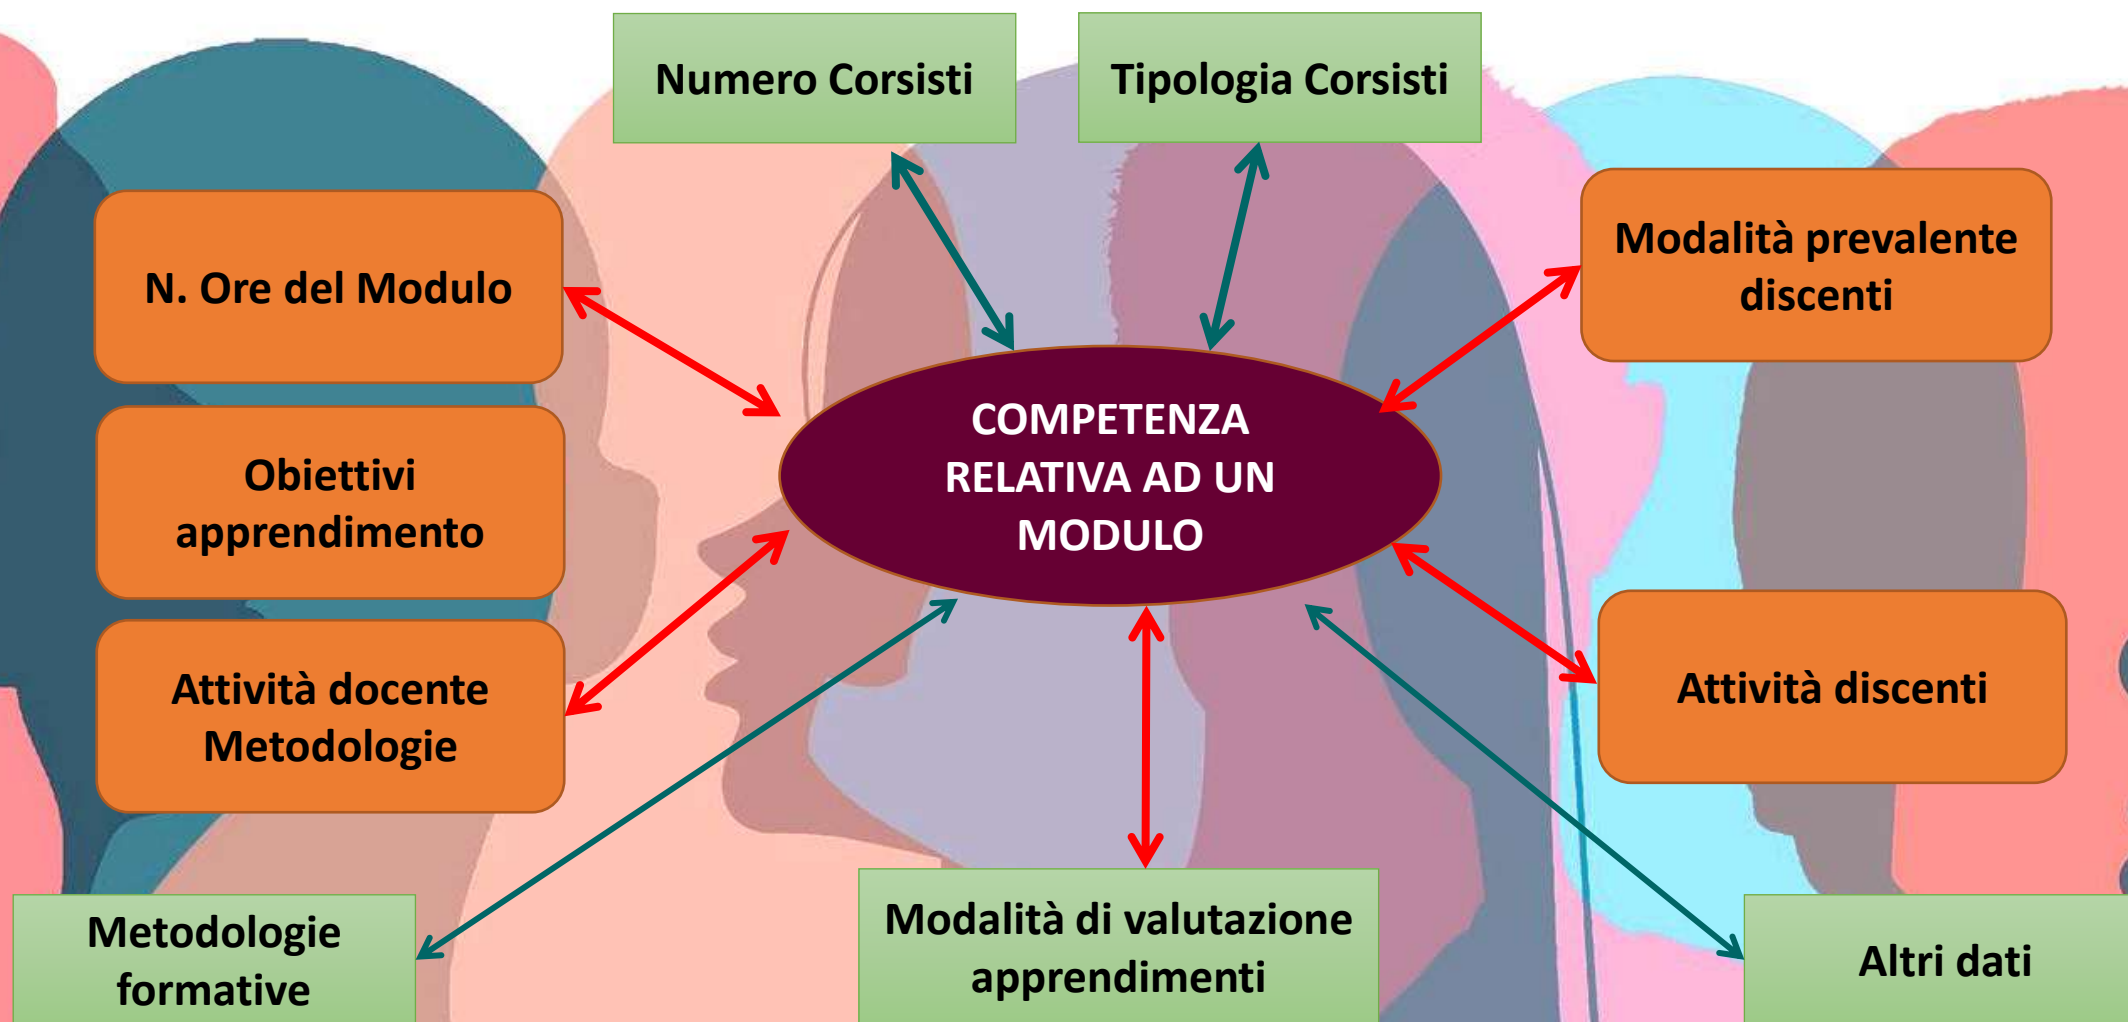 Numero Corsisti
Tipologia Corsisti
N. Ore del Modulo
Modalità prevalente
discenti
COMPETENZA
RELATIVA AD UN
MODULO
Obiettivi
apprendimento
Attività docente
Metodologie
Attività discenti
Metodologie
formative
Modalità di valutazione
apprendimenti
Altri dati